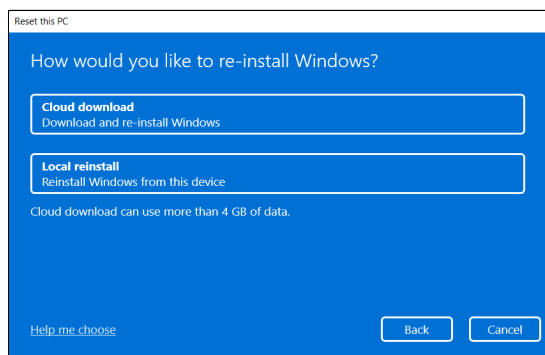 Reset this PC
How would you like to re-install Windows?
Cloud download
Download and re-install Windows
Local reinstall
Reinstall Windows from this device
Cloud download can use more than 4 GB of data.
Help me choose
Back
Cancel